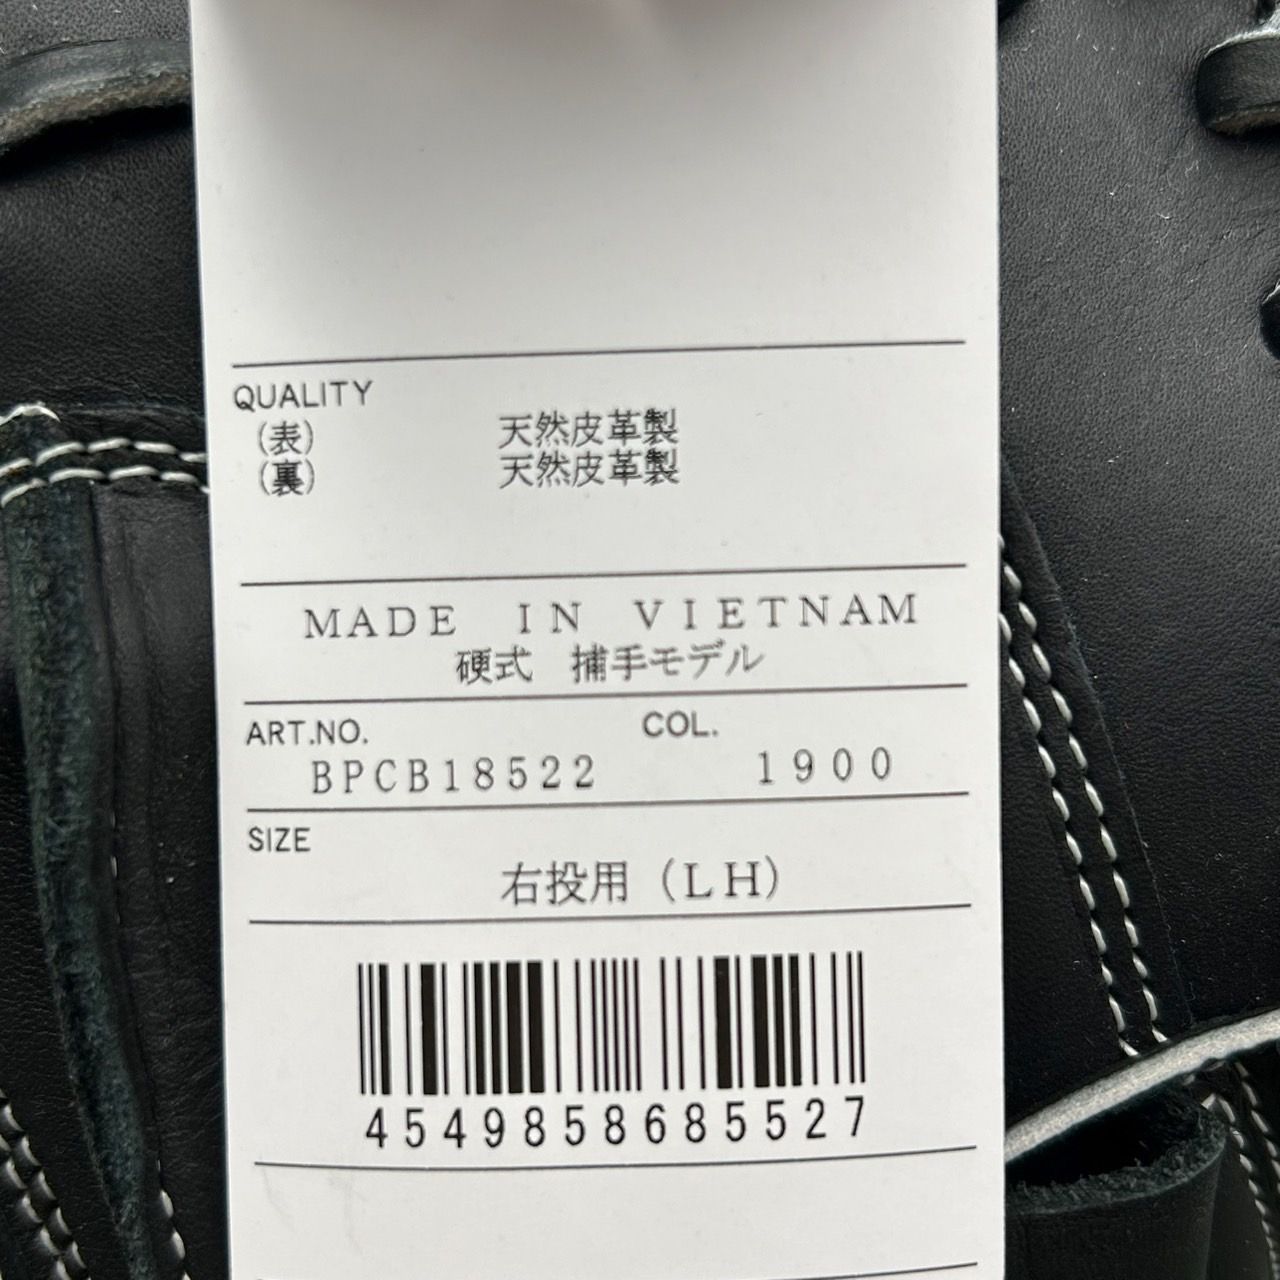 QUALITY
(表) 天然皮革製
(裏) 天然皮革製
MADE IN VIETNAM
硬式 捕手モデル
ART.NO. COL.
BPCB18522 1900
SIZE
右投用(LH)
4549858685527